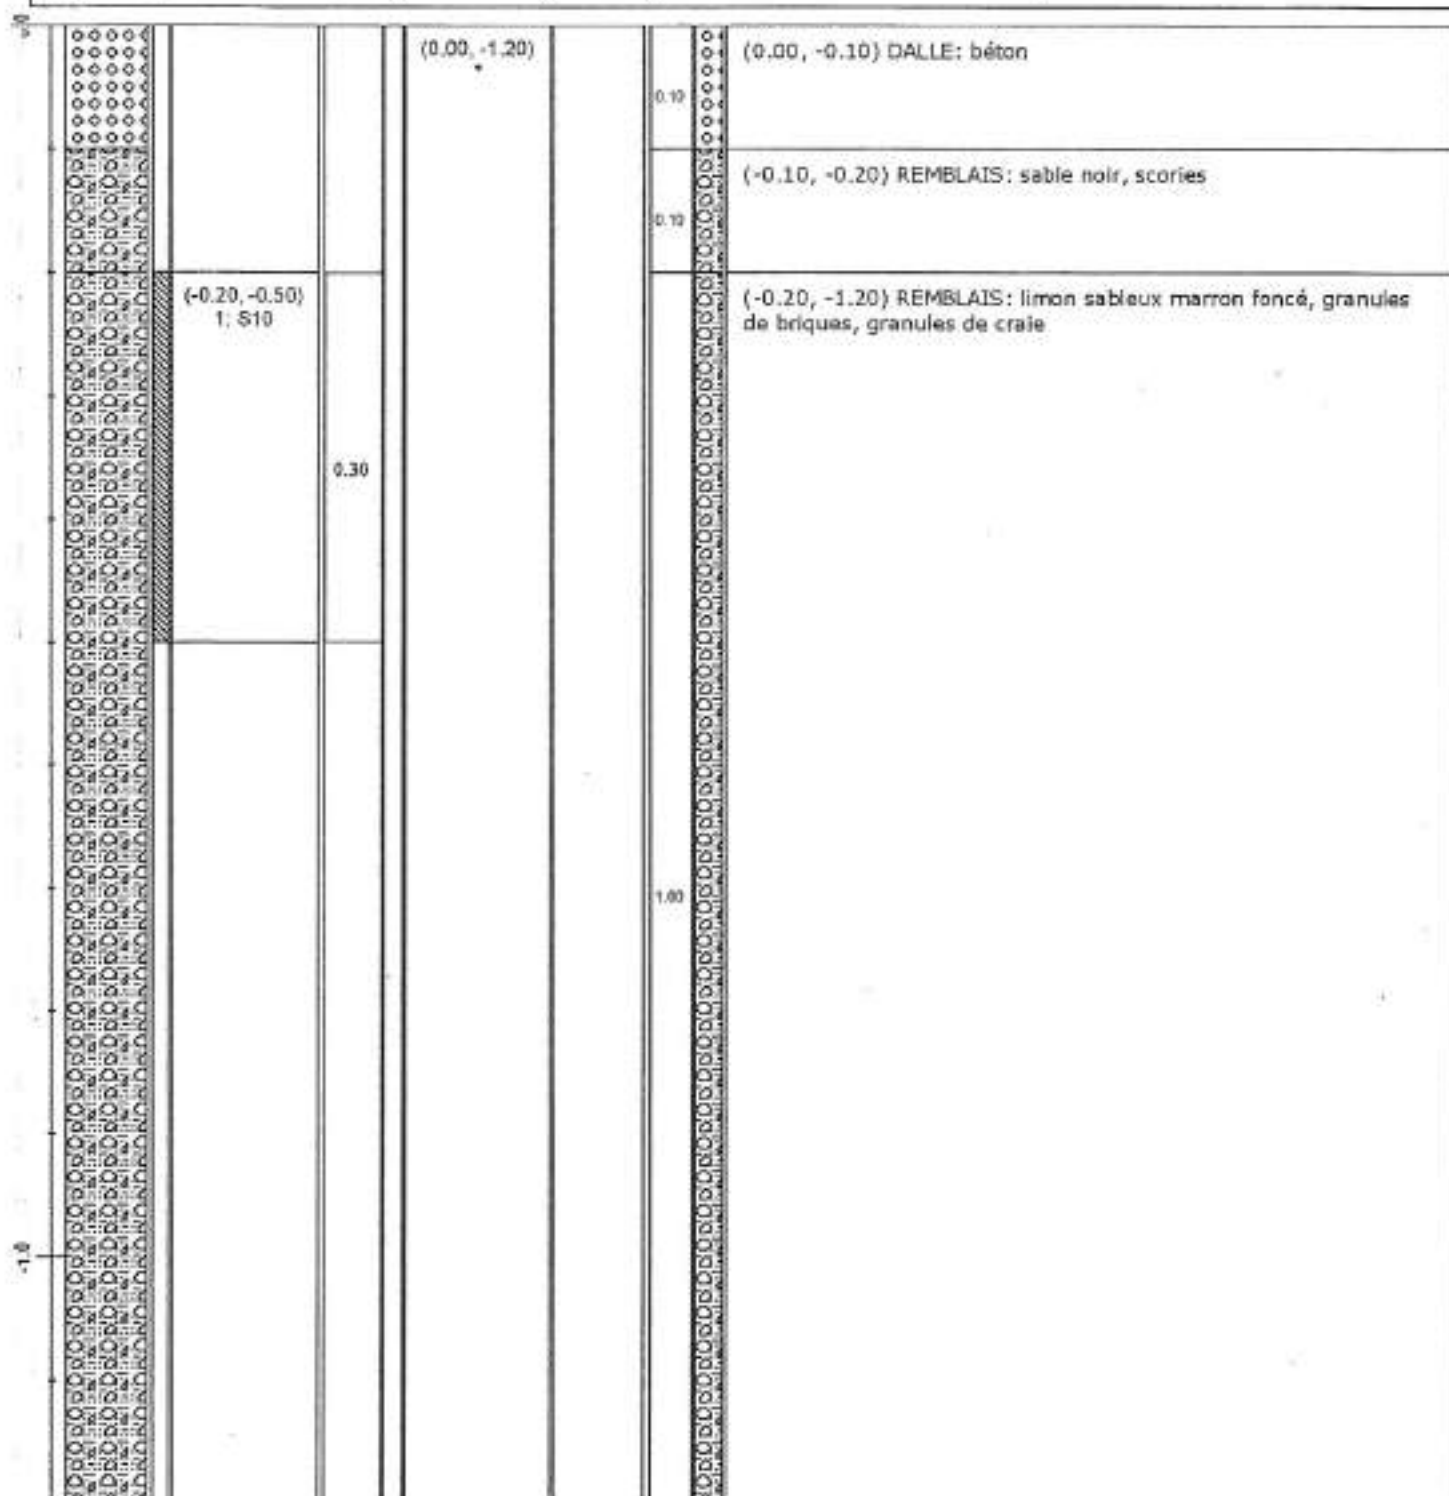 0.0
(0.00, -1.20)
(0.00, -0.10) DALLE: béton
0.10
(-0.10, -0.20) REMBLAIS: sable noir, scories
0.10
(-0.20, -0.50)
1: S10
(-0.20, -1.20) REMBLAIS: limon sableux marron foncé, granules
de briques, granules de craie
0.30
1.00
-1.0